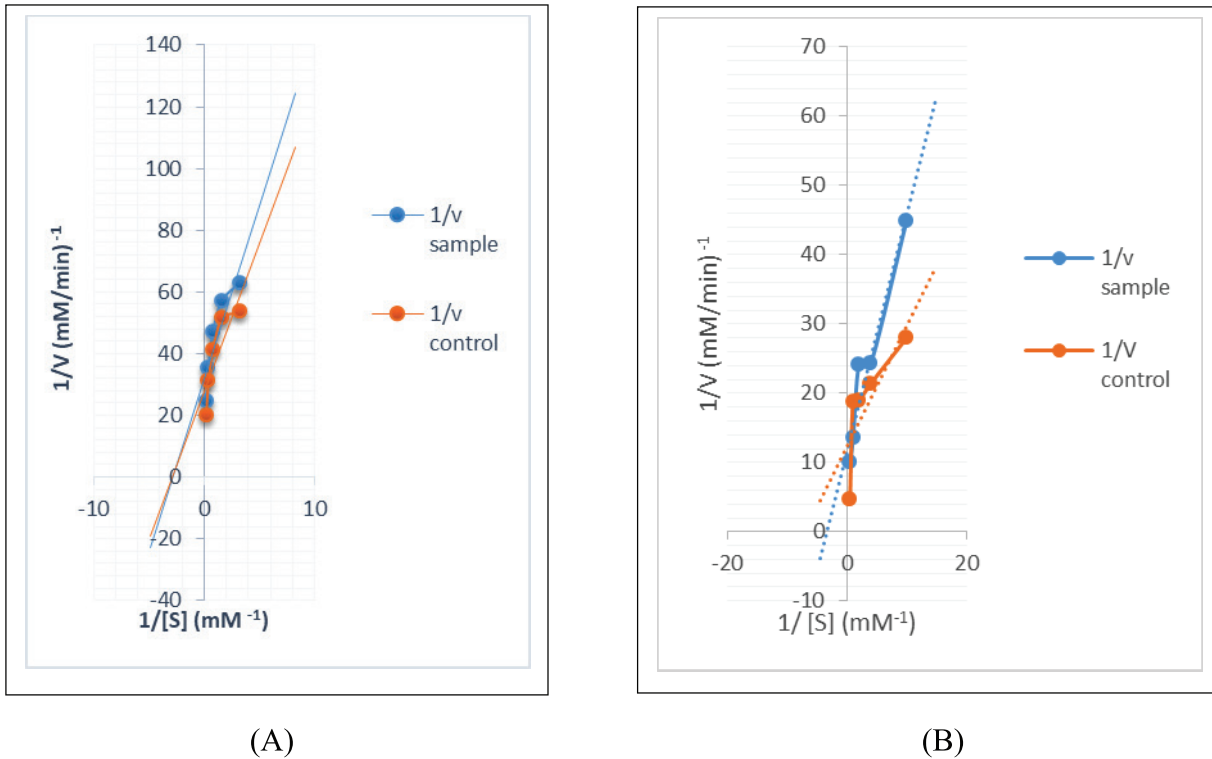 140
120
100
80
60
40
20
0
-20
-40
-10
0
10
1/V (mM/min) -1
1/[S] (mM -1)
1/v
sample
1/v
control
(A)
70
60
50
40
30
20
10
0
-10
-20
0
20
1/V (mM/min)-1
1/ [S] (mM-1)
1/v
sample
1/V
control
(B)